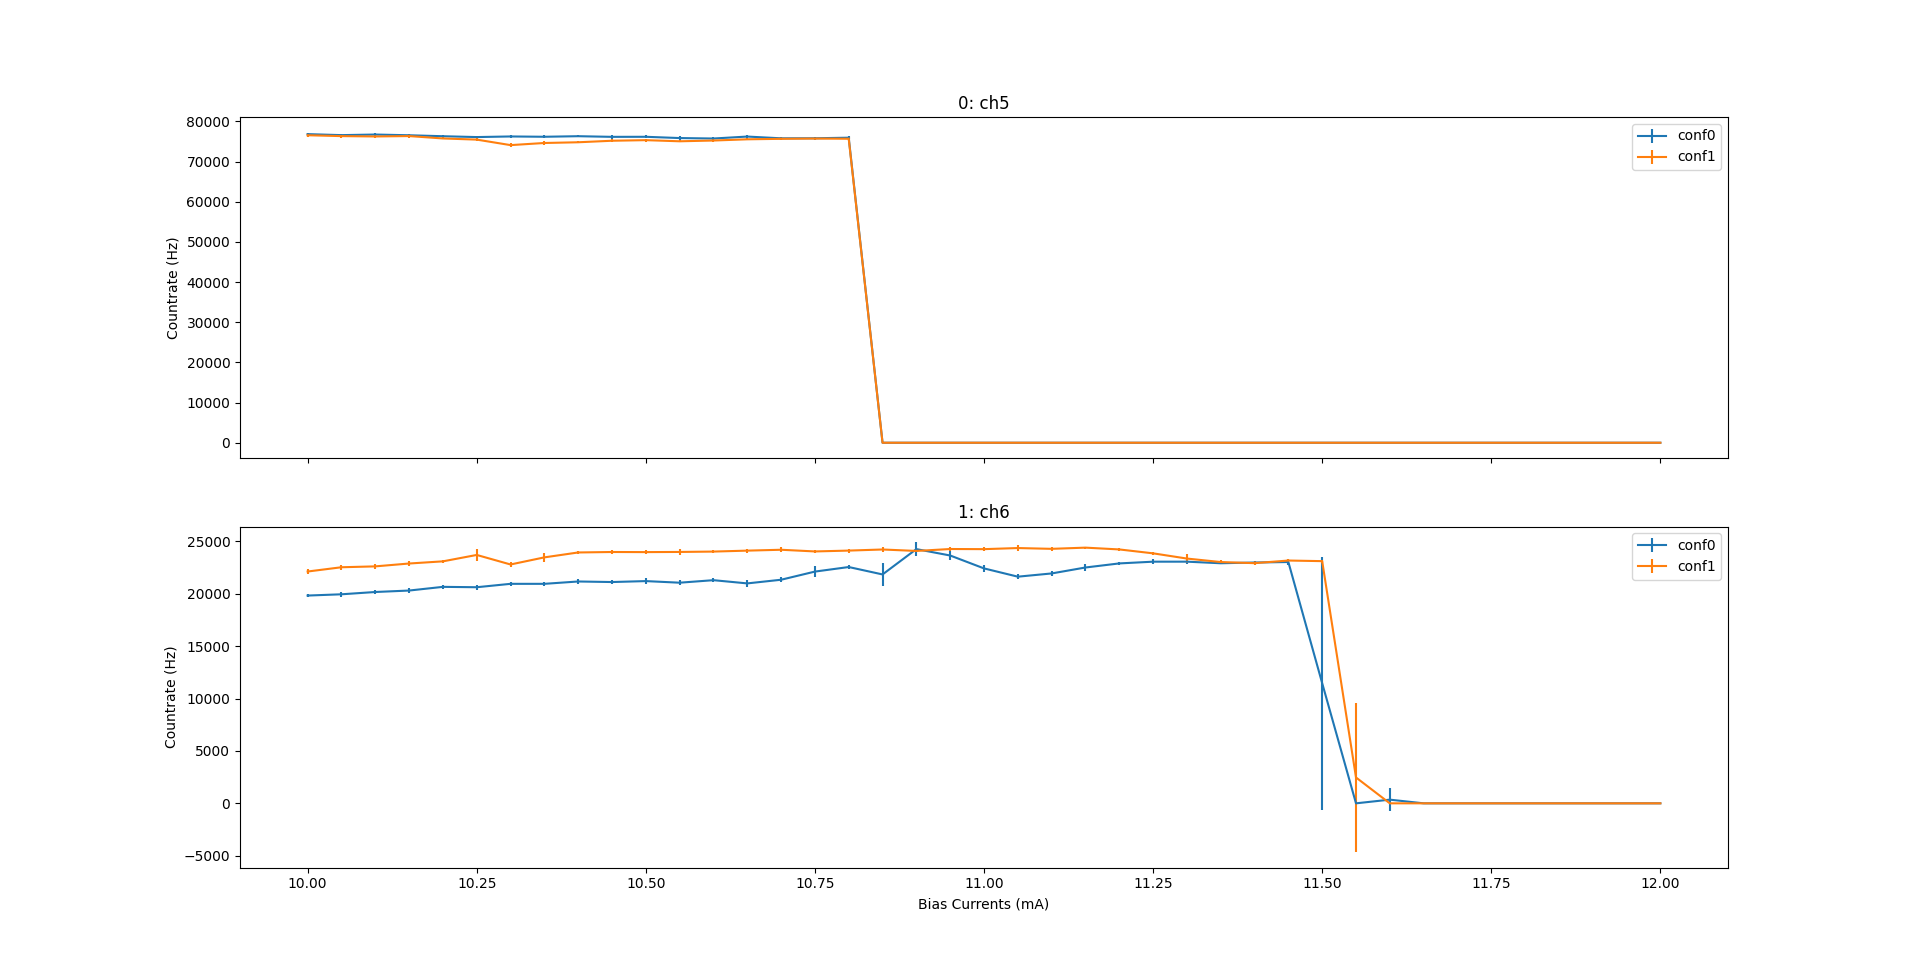 0: ch5
80000
70000
60000
50000
40000
30000
20000
10000
0
Countrate (Hz)
conf0
conf1
1: ch6
25000
20000
15000
10000
5000
0
−5000
Countrate (Hz)
conf0
conf1
10.00 10.25 10.50 10.75 11.00 11.25 11.50 11.75 12.00
Bias Currents (mA)